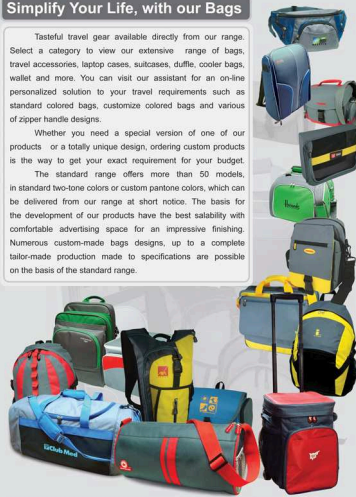 Simplify Your Life, with our Bags
Tasteful travel gear available directly from our range.
Select a category to view our extensive range of bags,
travel accessories, laptop cases, suitcases, duffle, cooler bags,
wallet and more. You can visit our assistant for an on-line
personalized solution to your travel requirements such as
standard colored bags, customize colored bags and various
of zipper handle designs.
Whether you need a special version of one of our
products or a totally unique design, ordering custom products
is the way to get your exact requirement for your budget.
The standard range offers more than 50 models,
in standard two-tone colors or custom pantone colors, which can
be delivered from our range at short notice. The basis for
the development of our products have the best salability with
comfortable advertising space for an impressive finishing.
Numerous custom-made bags designs, up to a complete
tailor-made production made to specifications are possible
on the basis of the standard range.
Harrods
Club Med